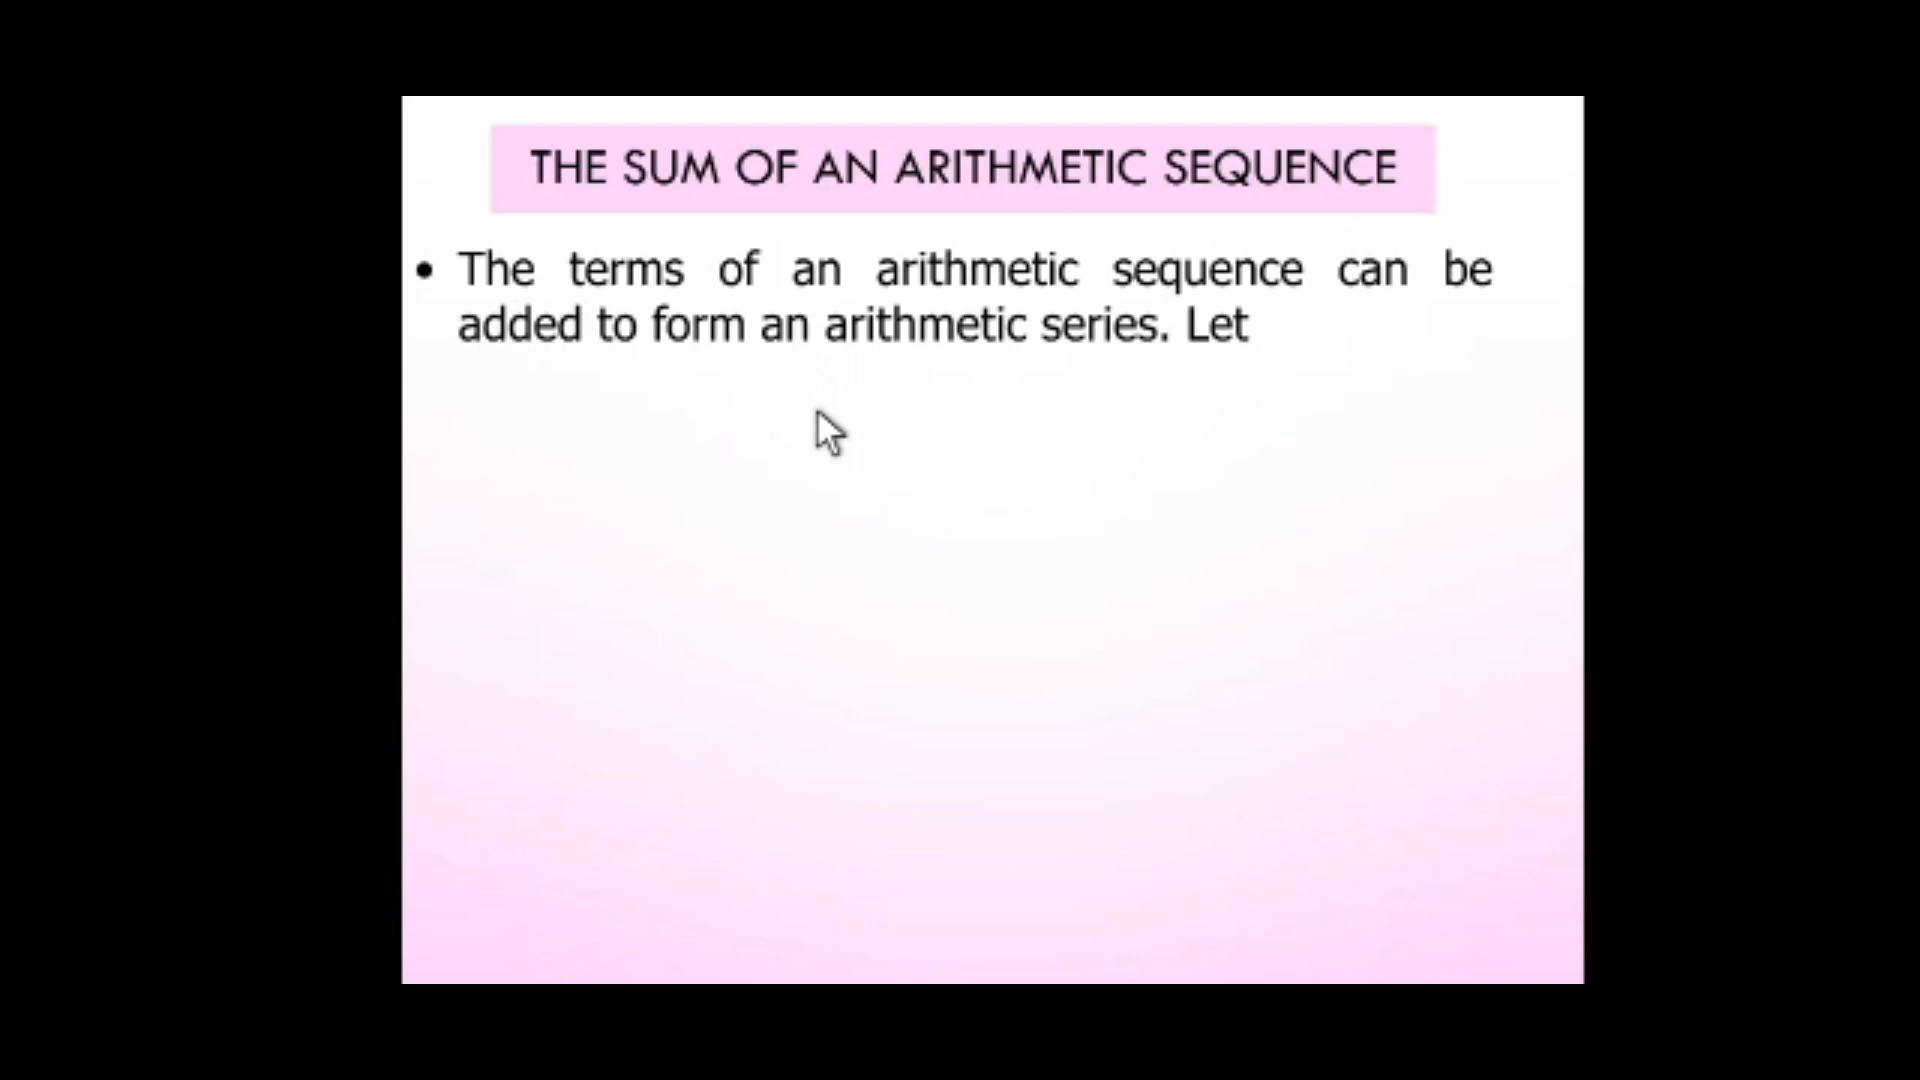 THE SUM OF AN ARITHMETIC SEQUENCE
• The terms of an arithmetic sequence can be
added to form an arithmetic series. Let